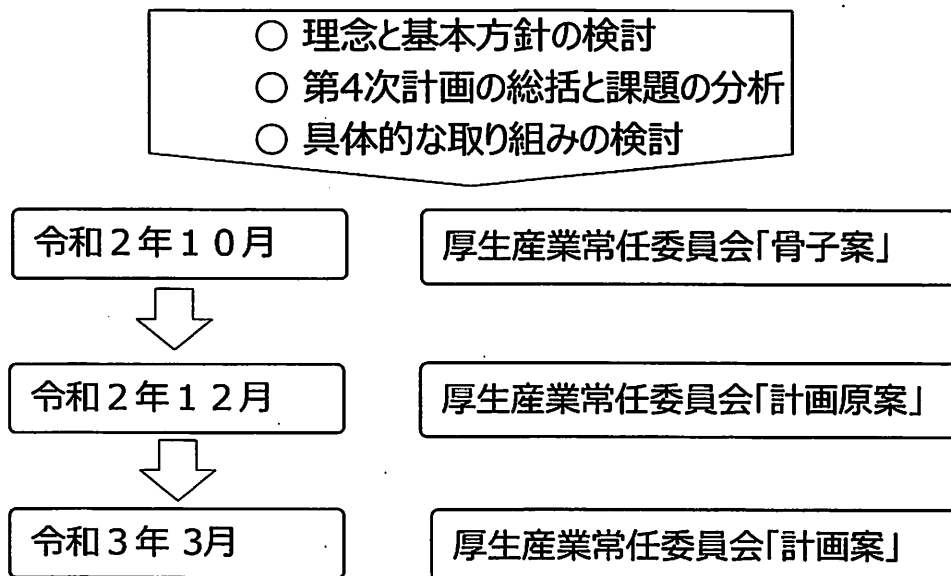 ○ 理念と基本方針の検討
○ 第4次計画の総括と課題の分析
○ 具体的な取り組みの検討
令和２年１０月
厚生産業常任委員会「骨子案」
令和２年１２月
厚生産業常任委員会「計画原案」
令和３年 3月
厚生産業常任委員会「計画案」